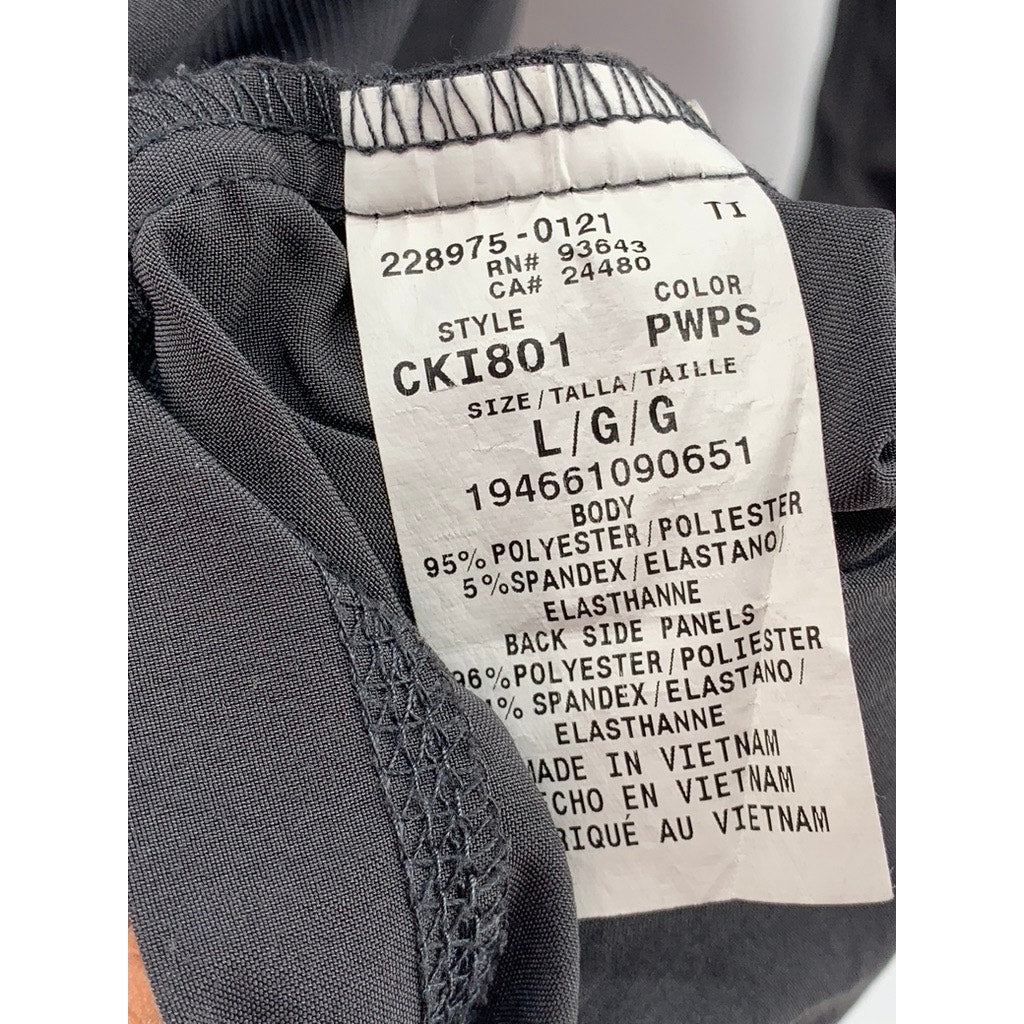 228975-0121 TI
RN# 93643
CA# 24480
STYLE COLOR
CKI801 PWPS
SIZE/TALLA/TAILLE
L/G/G
194661090651
BODY
95% POLYESTER/POLIESTER
5%SPANDEX/ELASTANO/
ELASTHANNE
BACK SIDE PANELS
96% POLYESTER/POLIESTER
% SPANDEX/ELASTANO/
ELASTHANNE
MADE IN VIETNAM
EN VIETNAM
AU VIETNAM